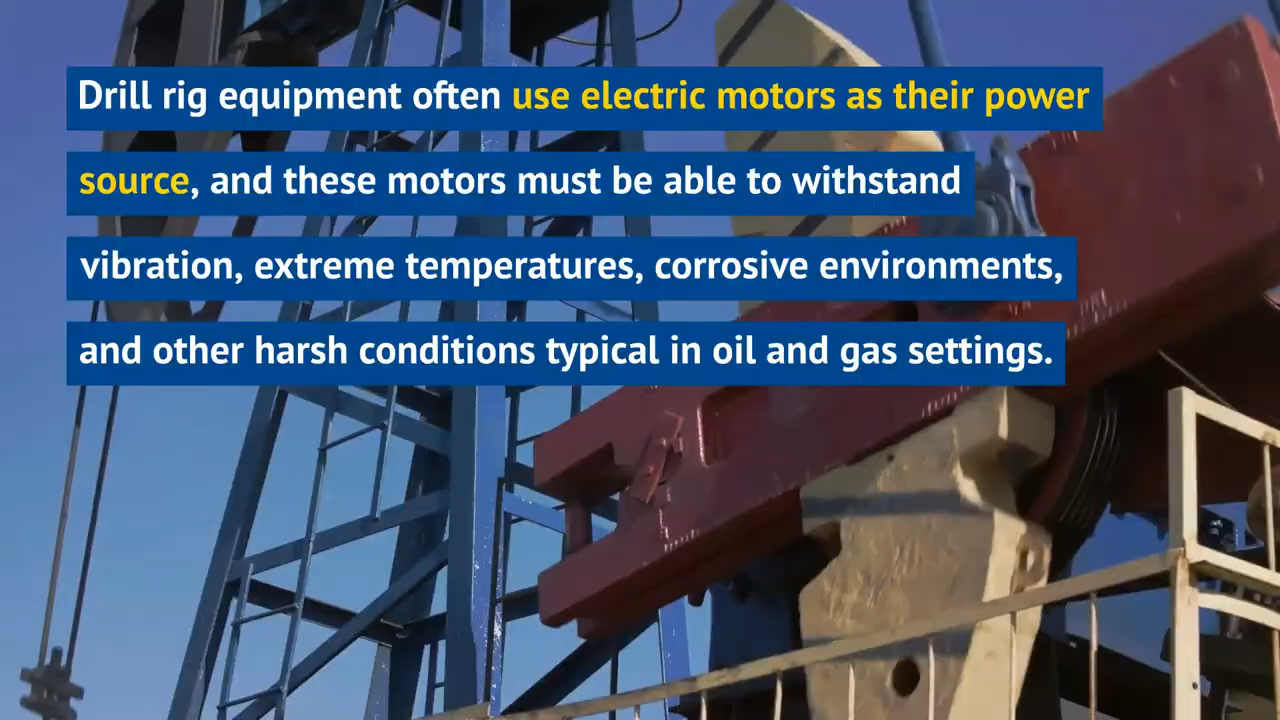 Drill rig equipment often use electric motors as their power
source, and these motors must be able to withstand
vibration, extreme temperatures, corrosive environments,
and other harsh conditions typical in oil and gas settings.